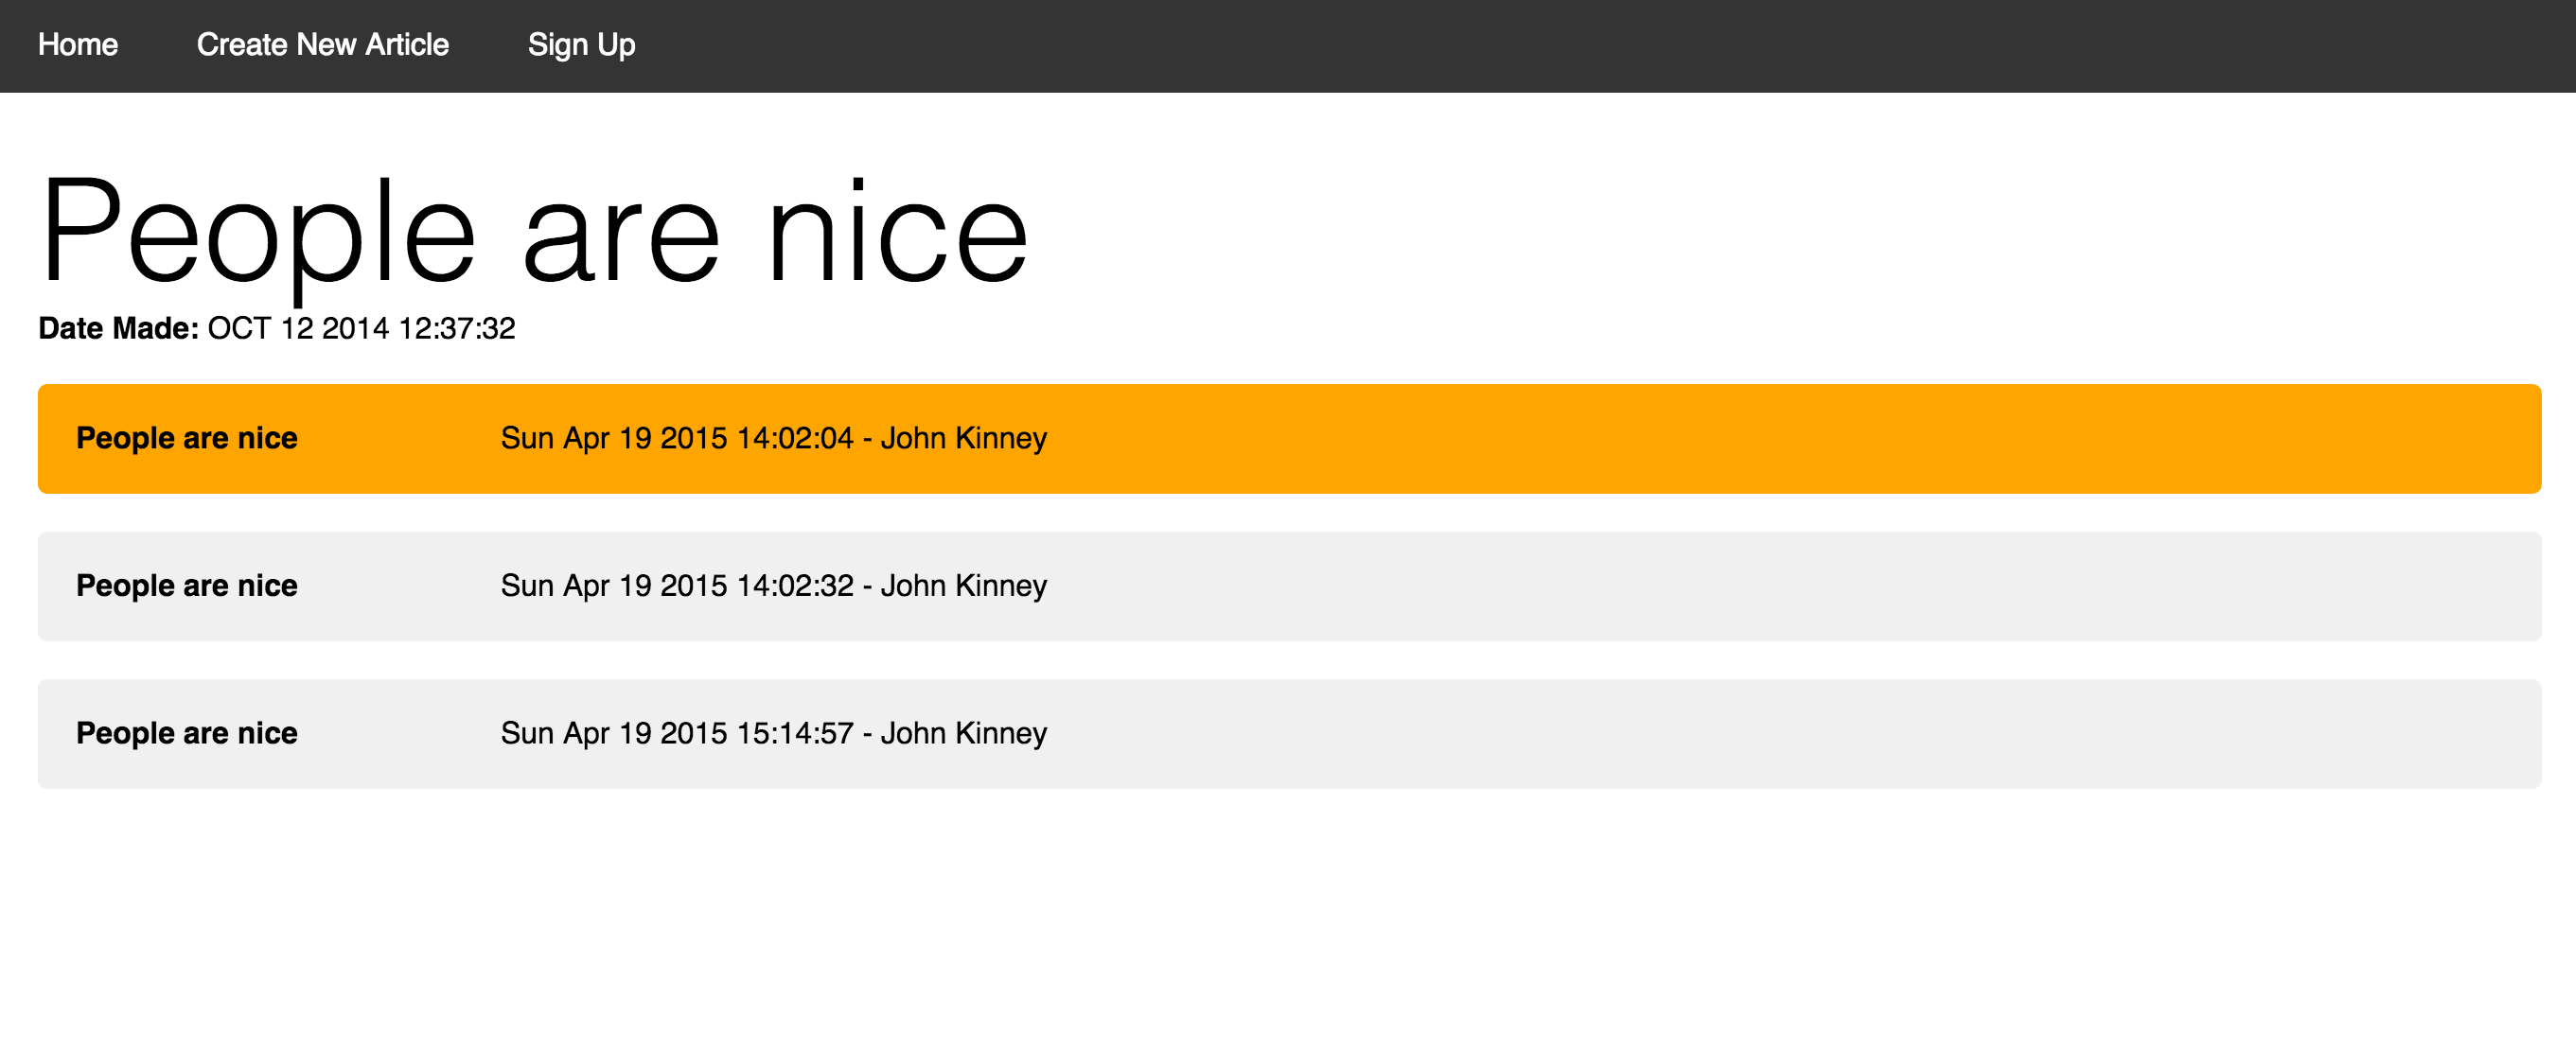 Home Create New Article Sign Up
People are nice
Date Made: OCT 12 2014 12:37:32
People are nice Sun Apr 19 2015 14:02:04 - John Kinney
People are nice Sun Apr 19 2015 14:02:32 - John Kinney
People are nice Sun Apr 19 2015 15:14:57 - John Kinney